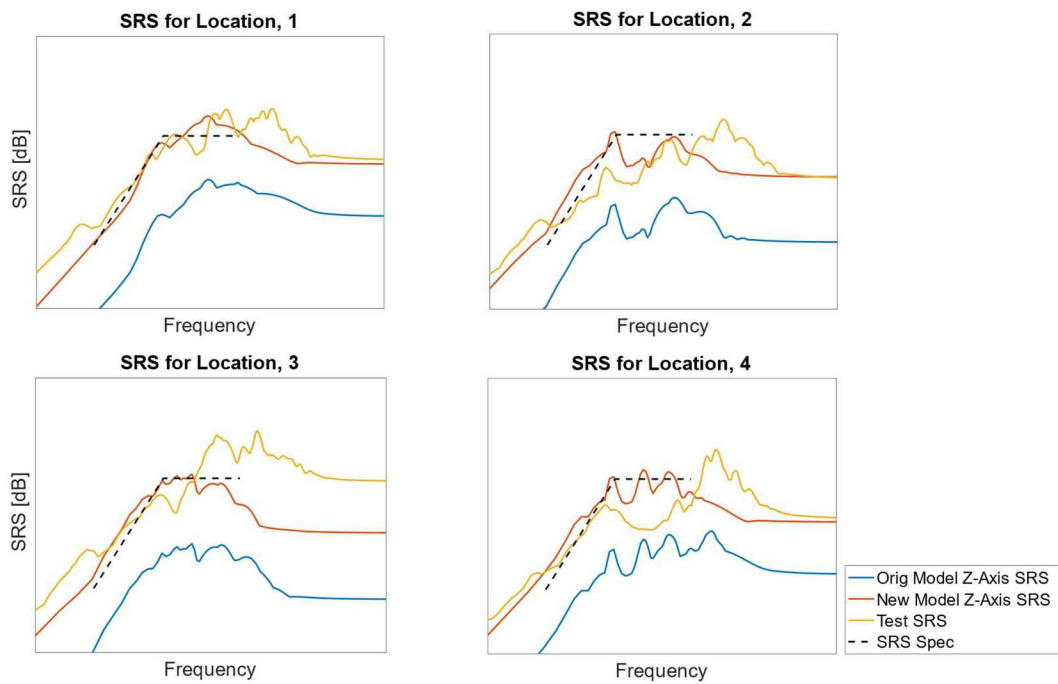 SRS for Location, 1
SRS [dB]
Frequency
SRS for Location, 2
Frequency
SRS for Location, 3
SRS [dB]
Frequency
SRS for Location, 4
Frequency
Orig Model Z-Axis SRS
New Model Z-Axis SRS
Test SRS
SRS Spec